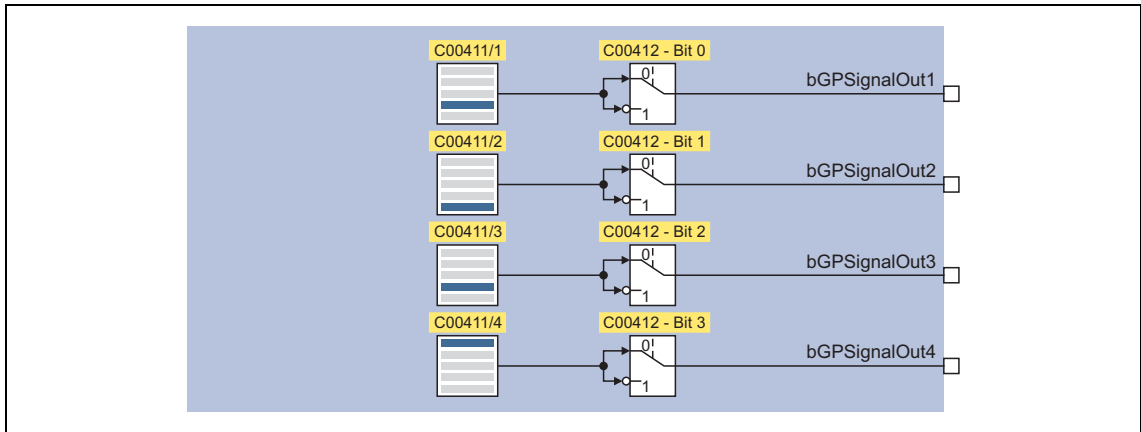 C00411/1 C00412 - Bit 0
0
1
bGPSignalOut1
C00411/2 C00412 - Bit 1
0
1
bGPSignalOut2
C00411/3 C00412 - Bit 2
0
1
bGPSignalOut3
C00411/4 C00412 - Bit 3
0
1
bGPSignalOut4